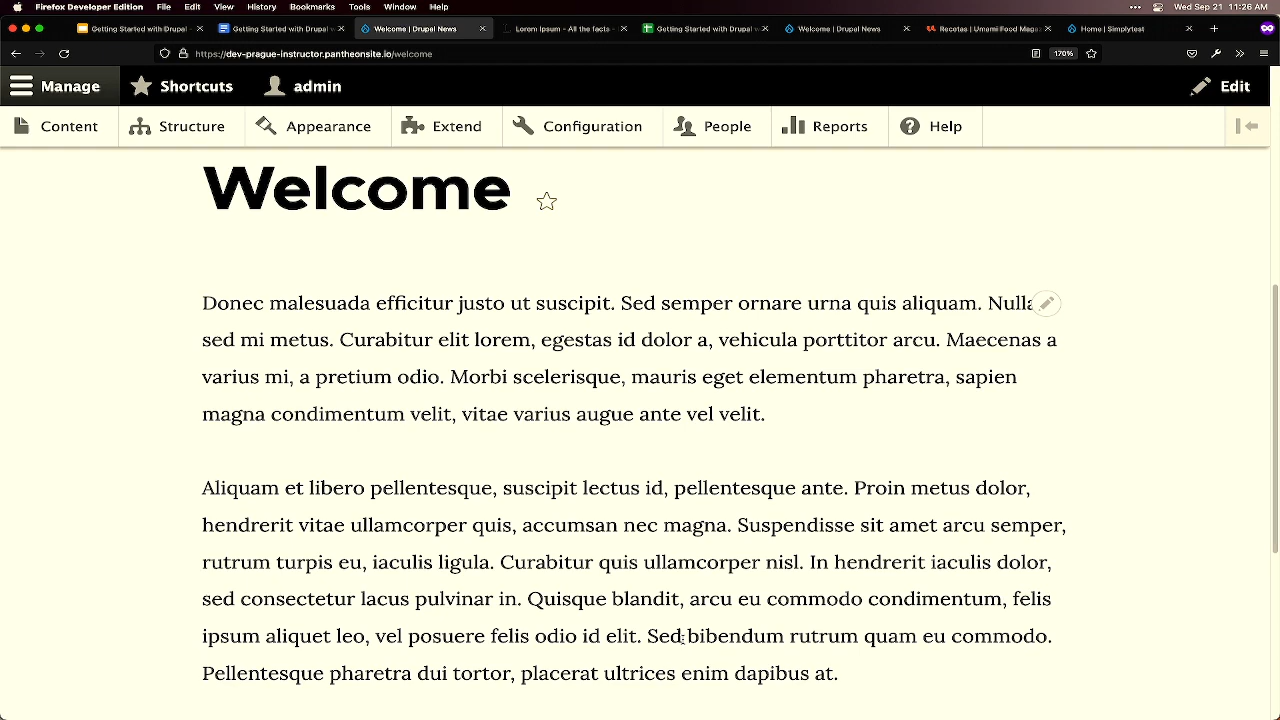 Firefox Developer Edition File Edit View History Bookmarks Tools Window Help Wed Sep 21 11:26 AM
Getting Started with Drupal - Getting Started with Drupal w Welcome | Drupal News Lorem Ipsum - All the facts - Getting Started with Drupal w Welcome | Drupal News Recetas | Umami Food Maga Home | Simplytest
https://dev-prague-instructor.pantheonsite.io/welcome 170%
Manage Shortcuts admin Edit
Content Structure Appearance Extend Configuration People Reports Help
Welcome
Donec malesuada efficitur justo ut suscipit. Sed semper ornare urna quis aliquam. Nulla
sed mi metus. Curabitur elit lorem, egestas id dolor a, vehicula porttitor arcu. Maecenas a
varius mi, a pretium odio. Morbi scelerisque, mauris eget elementum pharetra, sapien
magna condimentum velit, vitae varius augue ante vel velit.
Aliquam et libero pellentesque, suscipit lectus id, pellentesque ante. Proin metus dolor,
hendrerit vitae ullamcorper quis, accumsan nec magna. Suspendisse sit amet arcu semper,
rutrum turpis eu, iaculis ligula. Curabitur quis ullamcorper nisl. In hendrerit iaculis dolor,
sed consectetur lacus pulvinar in. Quisque blandit, arcu eu commodo condimentum, felis
ipsum aliquet leo, vel posuere felis odio id elit. Sed bibendum rutrum quam eu commodo.
Pellentesque pharetra dui tortor, placerat ultrices enim dapibus at.